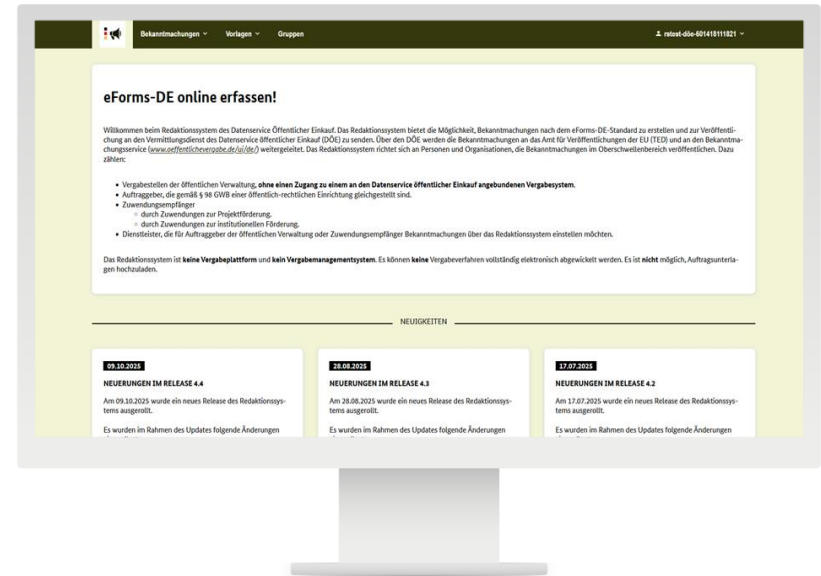 Bekanntmachungen Vorlagen Gruppen ratest-döe-601418111821
eForms-DE online erfassen!
Willkommen beim Redaktionssystem des Datenservice Öffentlicher Einkauf. Das Redaktionssystem bietet die Möglichkeit, Bekanntmachungen nach dem eForms-DE-Standard zu erstellen und zur Veröffentli-
chung an den Vermittlungsdienst des Datenservice öffentlicher Einkauf (DÖE) zu senden. Über den DÖE werden die Bekanntmachungen an das Amt für Veröffentlichungen der EU (TED) und an den Bekanntma-
chungsservice (www.oeffentlichevergabe.de/ui/de/) weitergeleitet. Das Redaktionssystem richtet sich an Personen und Organisationen, die Bekanntmachungen im Oberschwellenbereich veröffentlichen. Dazu
zählen:
• Vergabestellen der öffentlichen Verwaltung, ohne einen Zugang zu einem an den Datenservice öffentlicher Einkauf angebundenen Vergabesystem.
• Auftraggeber, die gemäß § 98 GWB einer öffentlich-rechtlichen Einrichtung gleichgestellt sind.
• Zuwendungsempfänger
◦ durch Zuwendungen zur Projektförderung.
◦ durch Zuwendungen zur institutionellen Förderung.
• Dienstleister, die für Auftraggeber der öffentlichen Verwaltung oder Zuwendungsempfänger Bekanntmachungen über das Redaktionssystem einstellen möchten.
Das Redaktionssystem ist keine Vergabeplattform und kein Vergabemanagementsystem. Es können keine Vergabeverfahren vollständig elektronisch abgewickelt werden. Es ist nicht möglich, Auftragsunterla-
gen hochzuladen.
NEUIGKEITEN
09.10.2025
NEUERUNGEN IM RELEASE 4.4
Am 09.10.2025 wurde ein neues Release des Redaktionssys-
tems ausgerollt.
Es wurden im Rahmen des Updates folgende Änderungen
28.08.2025
NEUERUNGEN IM RELEASE 4.3
Am 28.08.2025 wurde ein neues Release des Redaktionssys-
tems ausgerollt.
Es wurden im Rahmen des Updates folgende Änderungen
17.07.2025
NEUERUNGEN IM RELEASE 4.2
Am 17.07.2025 wurde ein neues Release des Redaktionssys-
tems ausgerollt.
Es wurden im Rahmen des Updates folgende Änderungen